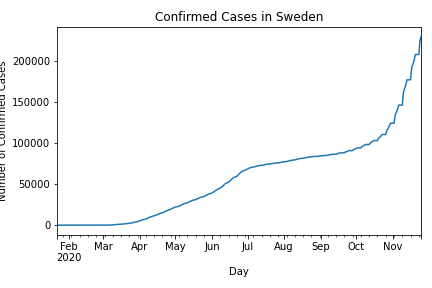 Confirmed Cases in Sweden
Number of Confirmed Cases
200000
150000
100000
50000
0
Feb Mar Apr May Jun Jul Aug Sep Oct Nov
2020
Day